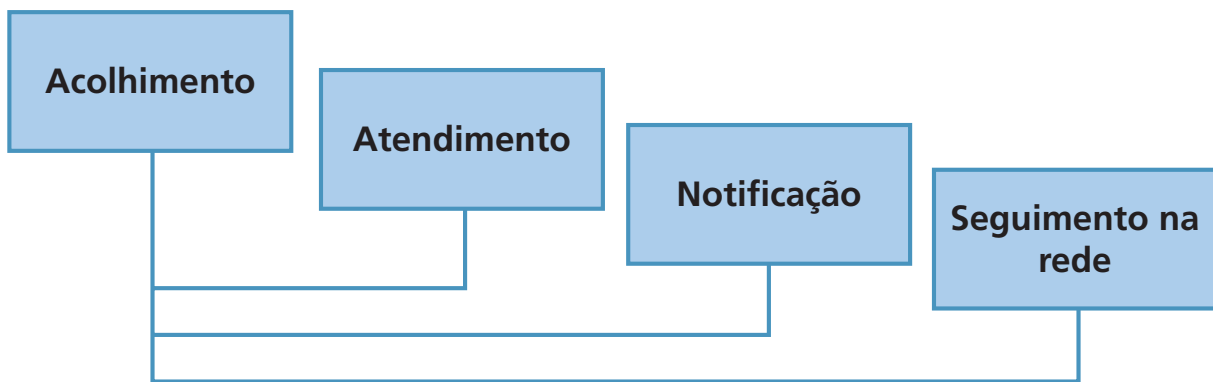 Acolhimento
Atendimento
Notificação
Seguimento na
rede